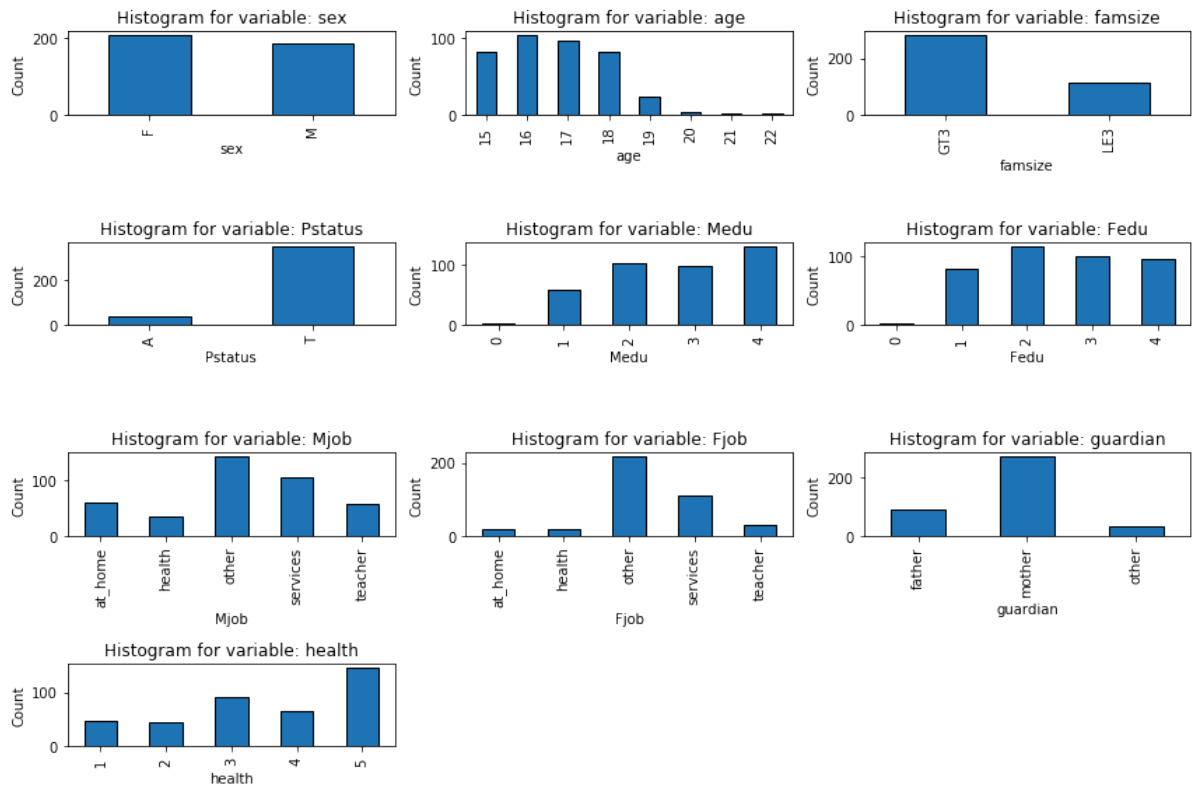 Histogram for variable: sex
Count
200
0
F
M
sex
Histogram for variable: age
Count
100
0
15
16
17
18
19
20
21
22
age
Histogram for variable: famsize
Count
200
0
GT3
LE3
famsize
Histogram for variable: Pstatus
Count
200
0
A
T
Pstatus
Histogram for variable: Medu
Count
100
0
0
1
2
3
4
Medu
Histogram for variable: Fedu
Count
100
0
0
1
2
3
4
Fedu
Histogram for variable: Mjob
Count
100
0
at_home
health
other
services
teacher
Mjob
Histogram for variable: Fjob
Count
200
0
at_home
health
other
services
teacher
Fjob
Histogram for variable: guardian
Count
200
0
father
mother
other
guardian
Histogram for variable: health
Count
100
0
1
2
3
4
5
health